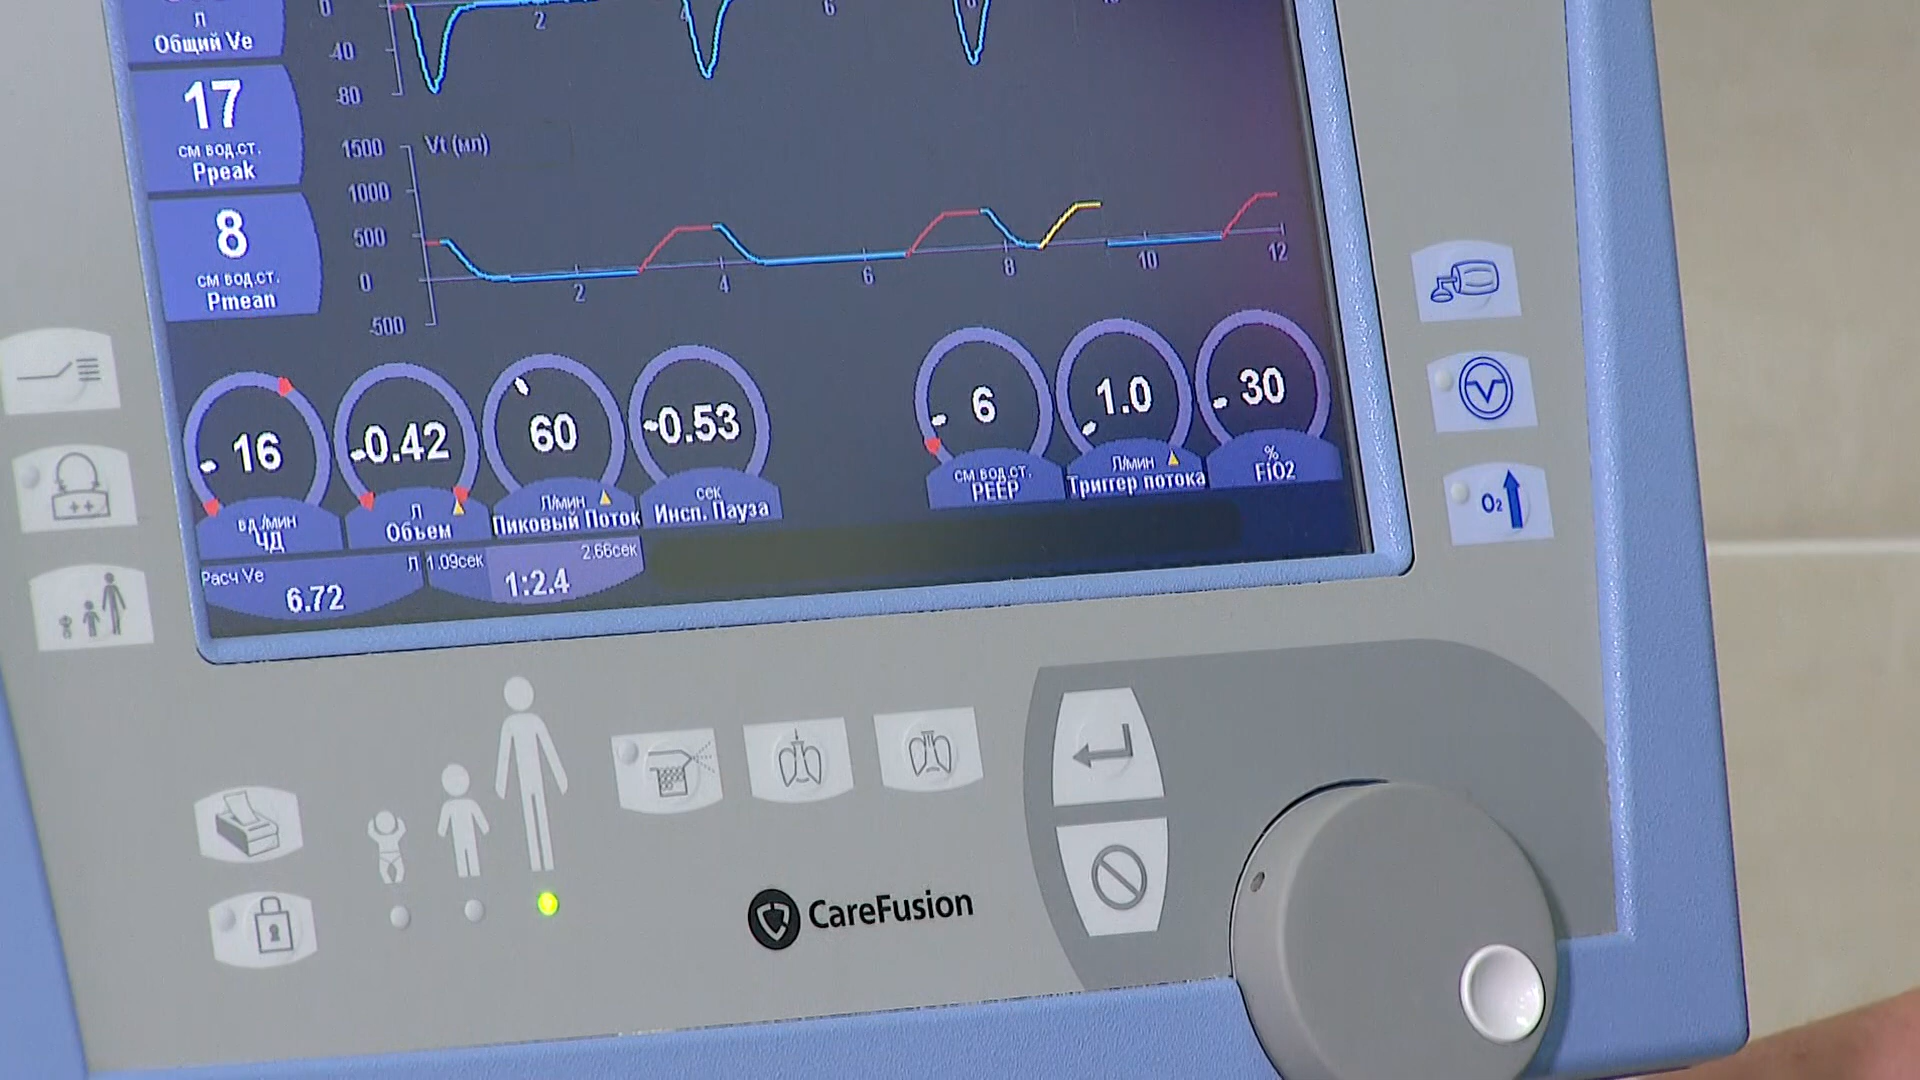 л
Общий Ve
17
см вод.ст.
Ppeak
8
см вод.ст.
Pmean
0
-40
-80
2
4
6
8
Vt (мл)
1500
1000
500
0
-500
2
4
6
8
10
12
16
вд./мин
ЧД
0.42
л
Объем
60
Л/мин
Пиковый Поток
0.53
сек
Инсп. Пауза
6
см вод.ст.
PEEP
1.0
Л/мин
Триггер потока
30
%
FiO2
Расч Ve
Л
6.72
1.09сек
2.66сек
1:2.4
O2
CareFusion